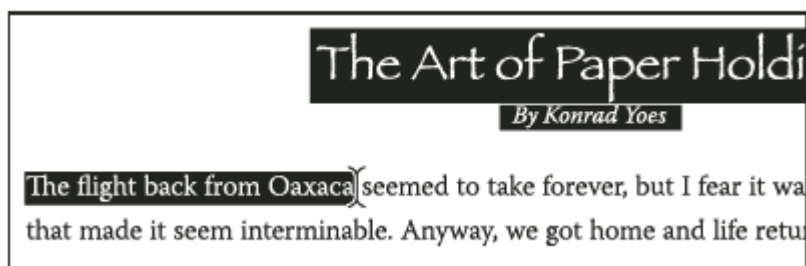 The Art of Paper Holdi
By Konrad Yoes
The flight back from Oaxaca seemed to take forever, but I fear it wa
that made it seem interminable. Anyway, we got home and life retu